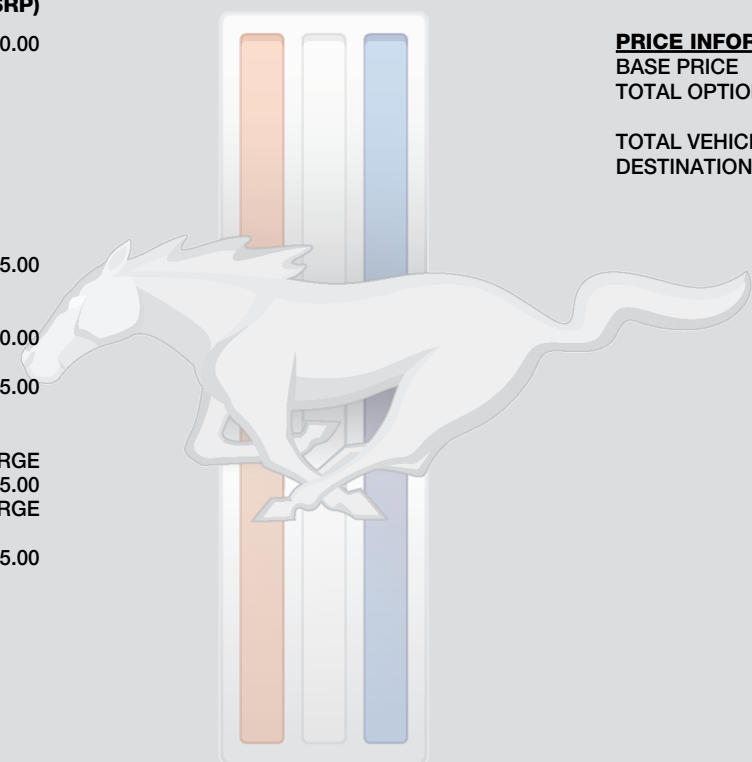 SRP)
0.00
5.00
0.00
5.00
RGE
5.00
RGE
5.00
PRICE INFOR
BASE PRICE
TOTAL OPTION
TOTAL VEHICL
DESTINATION